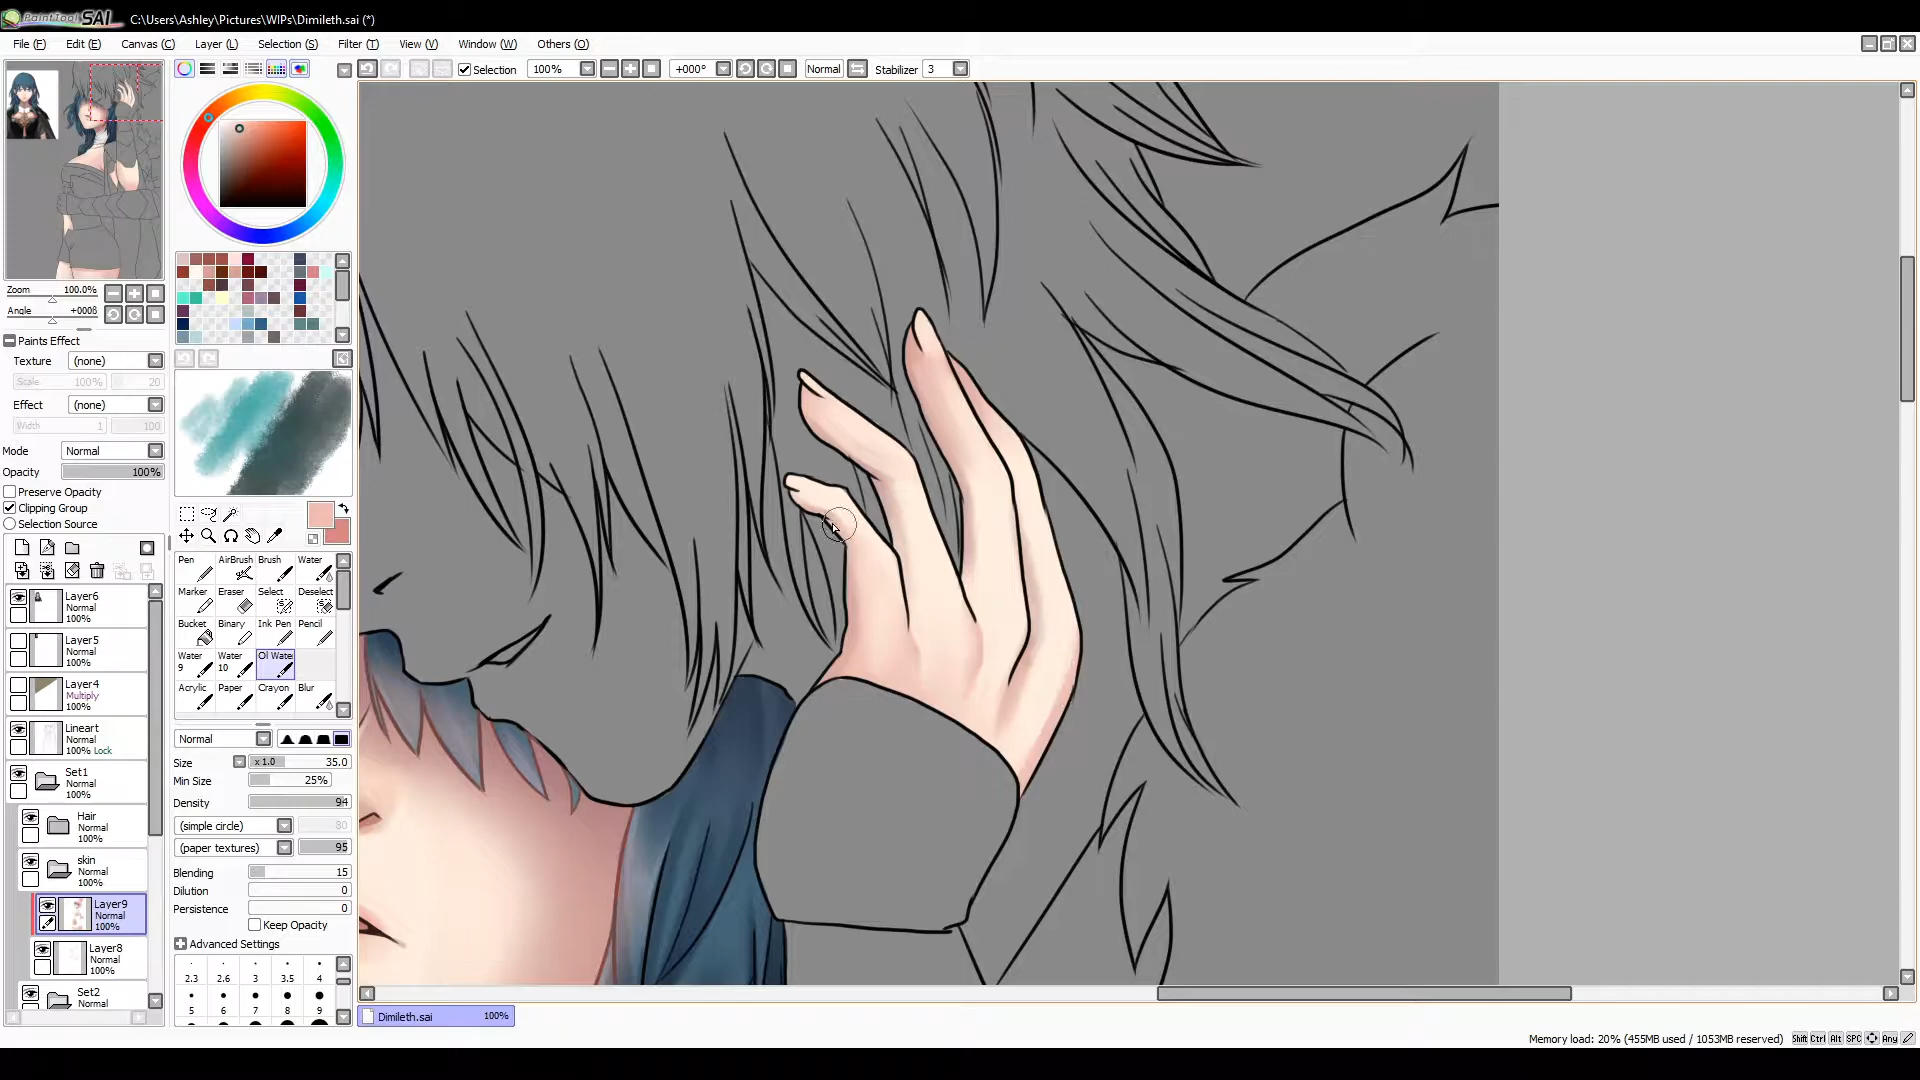 PaintTool SAI C:\Users\Ashley\Pictures\WIPs\Dimileth.sai (*)
File (F) Edit (E) Canvas (C) Layer (L) Selection (S) Filter (T) View (V) Window (W) Others (O)
Selection 100% +000° Normal Stabilizer 3
Zoom 100.0%
Angle +000δ
Paints Effect
Texture (none)
Scale 100% 20
Effect (none)
Width 1 100
Mode Normal
Opacity 100%
Preserve Opacity
Clipping Group
Selection Source
Layer6
Normal
100%
Layer5
Normal
100%
Layer4
Multiply
100%
Lineart
Normal
100% Lock
Set1
Normal
100%
Hair
Normal
100%
skin
Normal
100%
Layer9
Normal
100%
Layer8
Normal
100%
Set2
Normal
Pen AirBrush Brush Water
Marker Eraser Select Deselect
Bucket Binary Ink Pen Pencil
Water 9 Water 10 Ol Wate
Acrylic Paper Crayon Blur
Normal
Size x 1.0 35.0
Min Size 25%
Density 94
(simple circle) 80
(paper textures) 95
Blending 15
Dilution 0
Persistence 0
Keep Opacity
Advanced Settings
2.3 2.6 3 3.5 4
5 6 7 8 9
Dimileth.sai 100%
Memory load: 20% (455MB used / 1053MB reserved) Shift Ctrl Alt SPC Any